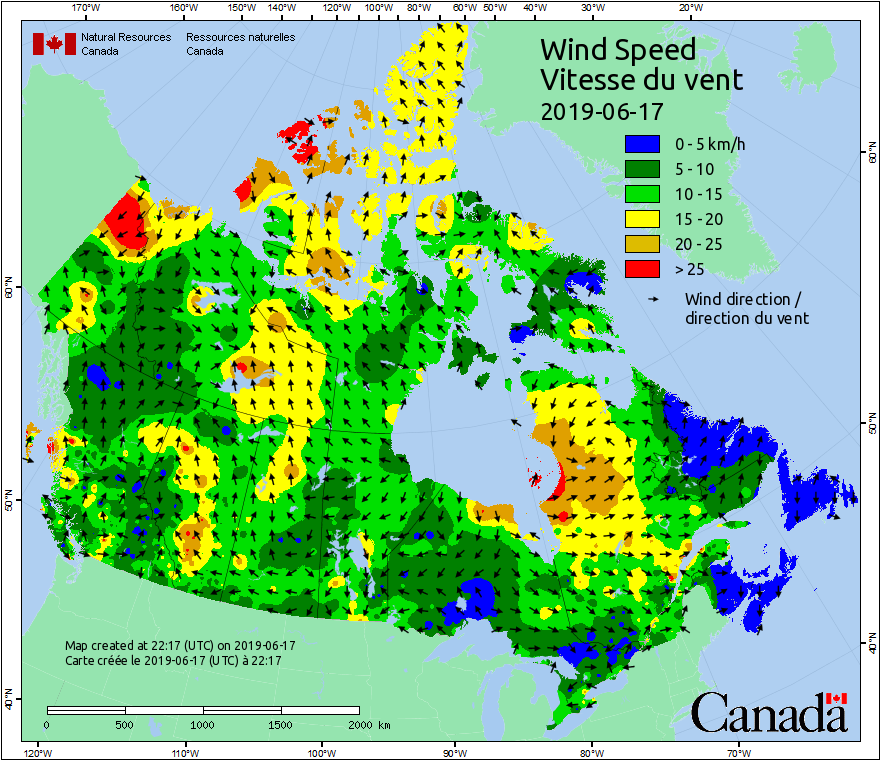 170°W 160°W 150°W 140°W 130°W 120°W 110°W 100°W 90°W 80°W 70°W 60°W 50°W 40°W 30°W 20°W
Natural Resources Canada
Ressources naturelles Canada
Wind Speed
Vitesse du vent
2019-06-17
0 - 5 km/h
5 - 10
10 - 15
15 - 20
20 - 25
> 25
Wind direction /
direction du vent
60°N
50°N
40°N
60°N
50°N
40°N
Map created at 22:17 (UTC) on 2019-06-17
Carte créée le 2019-06-17 (UTC) à 22:17
0 500 1000 1500 2000 km
Canada
120°W 110°W 100°W 90°W 80°W 70°W